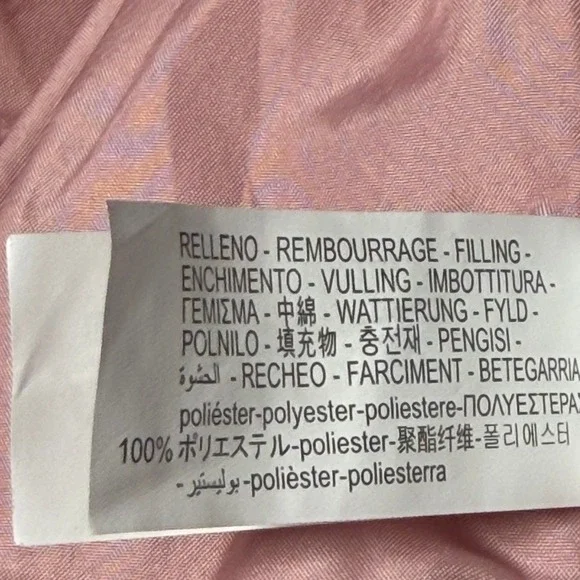 RELLENO - REMBOURRAGE - FILLING -
ENCHIMENTO - VULLING - IMBOTTITURA -
ΓΕΜΙΣΜΑ - 中綿 - WATTIERUNG - FYLD -
POLNILO - 填充物 - 충전재 - PENGISI -
الحشوة - RECHEO - FARCIMENT - BETEGARRIA
poliéster-polyester-poliestere-ΠΟΛΥΕΣΤΕΡΑΣ
100% ポリエステル-poliester-聚酯纤维-폴리에스터
- بوليستير-polièster-poliesterra